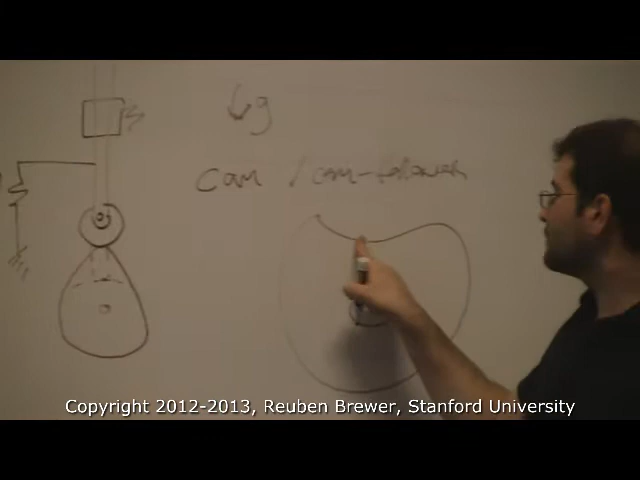 ↓g
cam / cam-follower
Copyright 2012-2013, Reuben Brewer, Stanford University